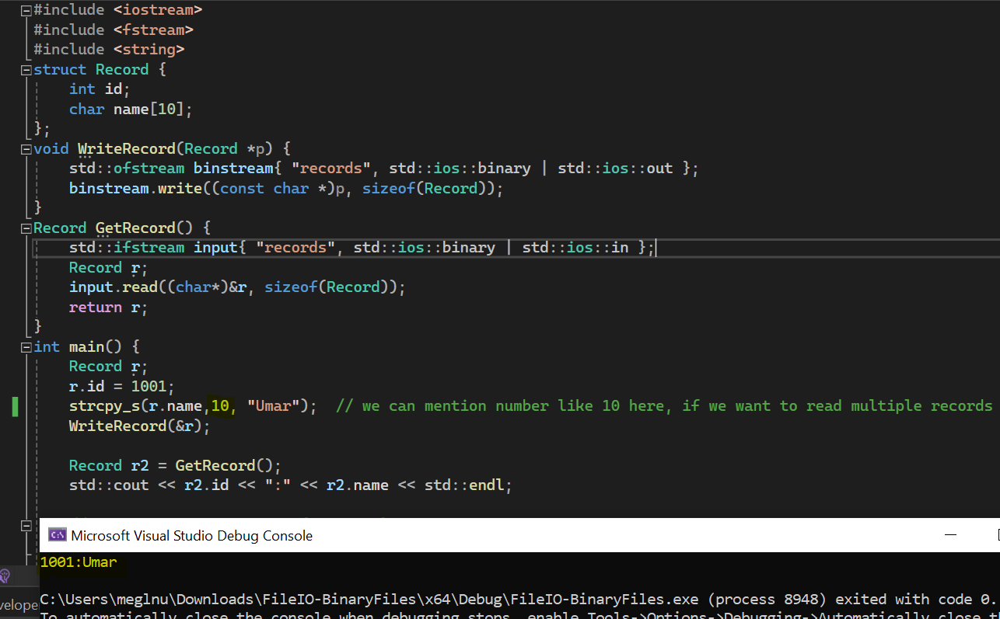 #include <iostream>
#include <fstream>
#include <string>
struct Record {
    int id;
    char name[10];
};
void WriteRecord(Record *p) {
    std::ofstream binstream{ "records", std::ios::binary | std::ios::out };
    binstream.write((const char *)p, sizeof(Record));
}
Record GetRecord() {
    std::ifstream input{ "records", std::ios::binary | std::ios::in };
    Record r;
    input.read((char*)&r, sizeof(Record));
    return r;
}
int main() {
    Record r;
    r.id = 1001;
    strcpy_s(r.name,10, "Umar");  // we can mention number like 10 here, if we want to read multiple records
    WriteRecord(&r);
    Record r2 = GetRecord();
    std::cout << r2.id << ":" << r2.name << std::endl;
Microsoft Visual Studio Debug Console
1001:Umar
C:\Users\meglnu\Downloads\FileIO-BinaryFiles\x64\Debug\FileIO-BinaryFiles.exe (process 8948) exited with code 0.
To automatically close the console when debugging stops, enable Tools->Options->Debugging->Automatically close